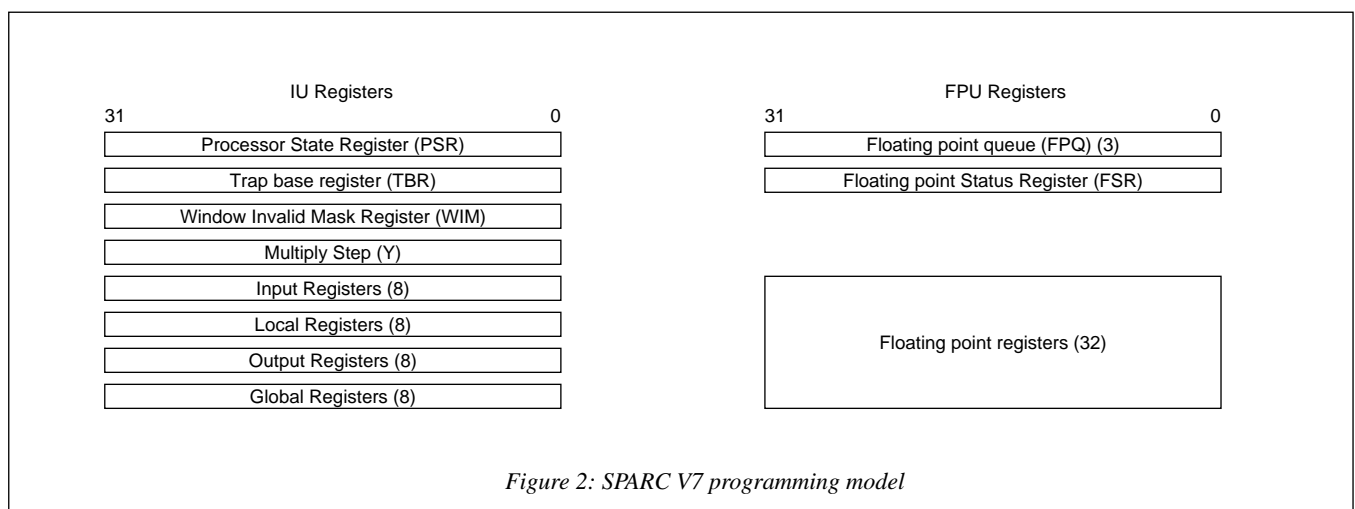 IU Registers
31 0
Processor State Register (PSR)
Trap base register (TBR)
Window Invalid Mask Register (WIM)
Multiply Step (Y)
Input Registers (8)
Local Registers (8)
Output Registers (8)
Global Registers (8)
FPU Registers
31 0
Floating point queue (FPQ) (3)
Floating point Status Register (FSR)
Floating point registers (32)
Figure 2: SPARC V7 programming model